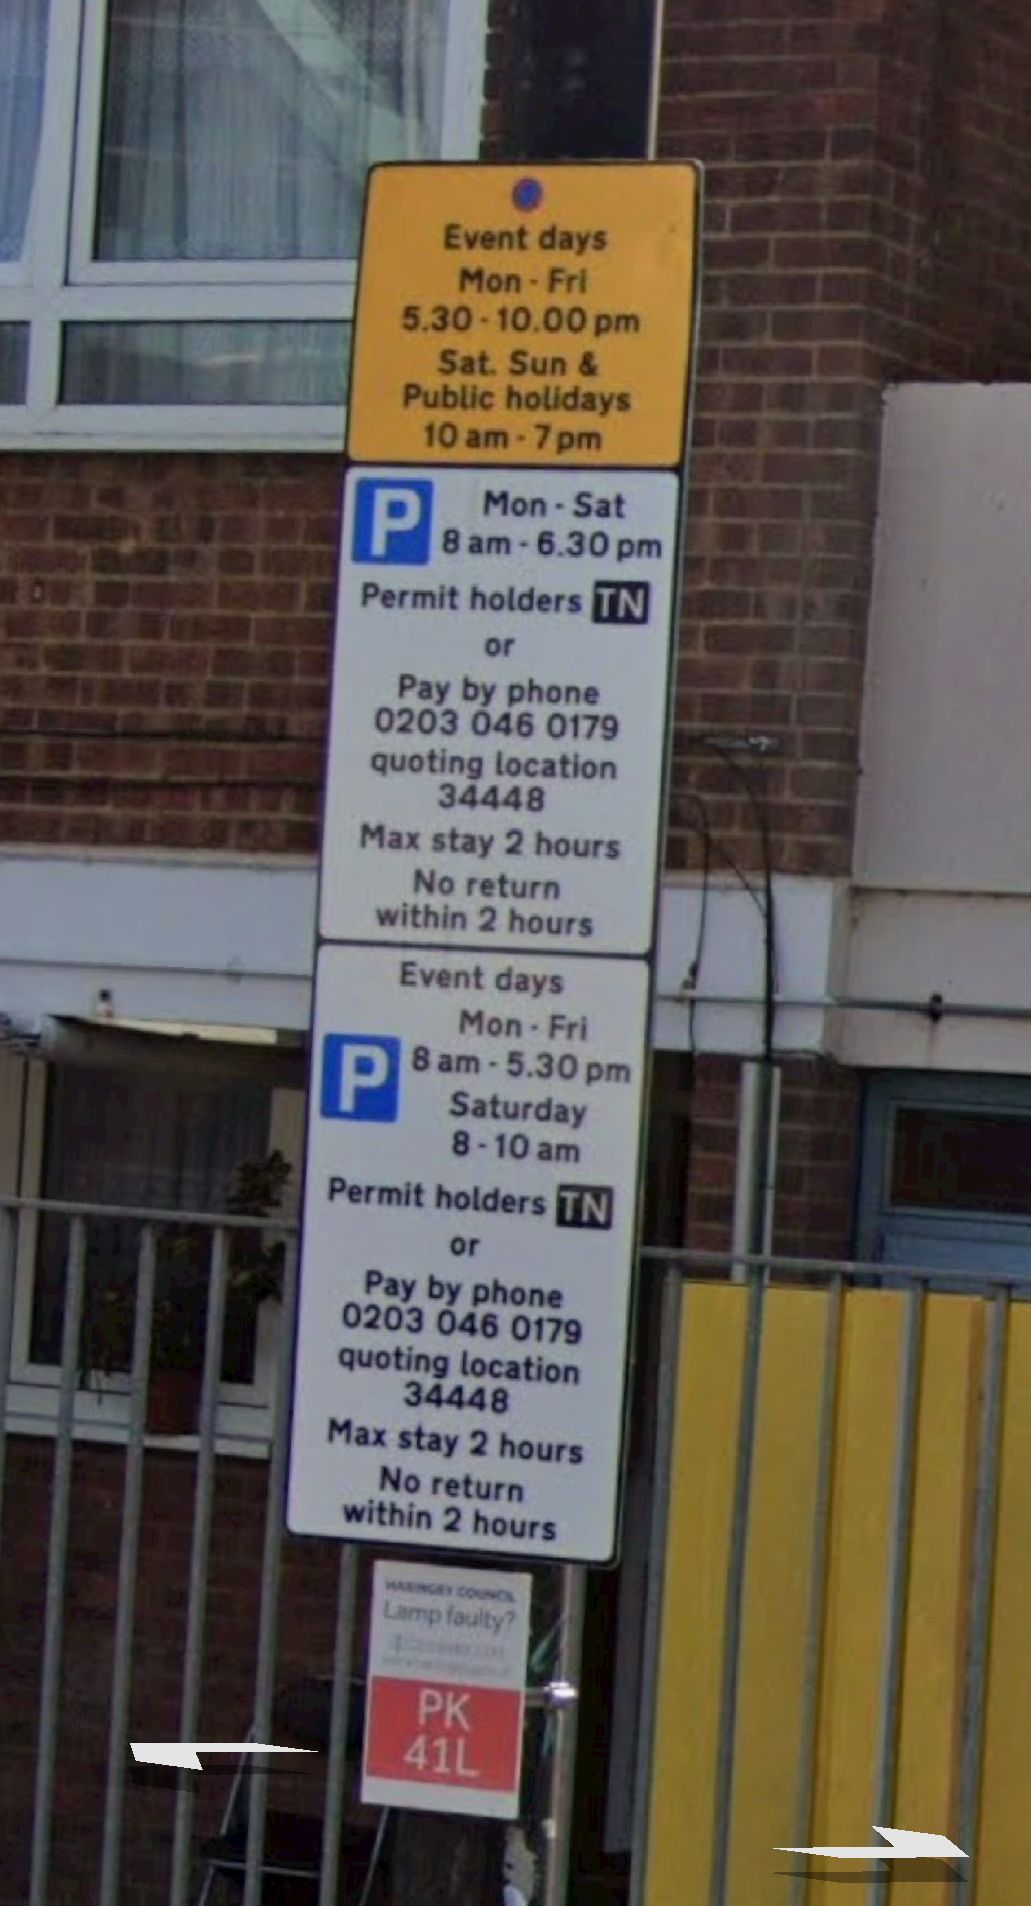 Event days
Mon - Fri
5.30 - 10.00 pm
Sat. Sun &
Public holidays
10 am - 7 pm
P
Mon - Sat
8 am - 6.30 pm
Permit holders TN
or
Pay by phone
0203 046 0179
quoting location
34448
Max stay 2 hours
No return
within 2 hours
Event days
Mon - Fri
P
8 am - 5.30 pm
Saturday
8 - 10 am
Permit holders TN
or
Pay by phone
0203 046 0179
quoting location
34448
Max stay 2 hours
No return
within 2 hours
HARINGEY COUNCIL
Lamp faulty?
PK
41L